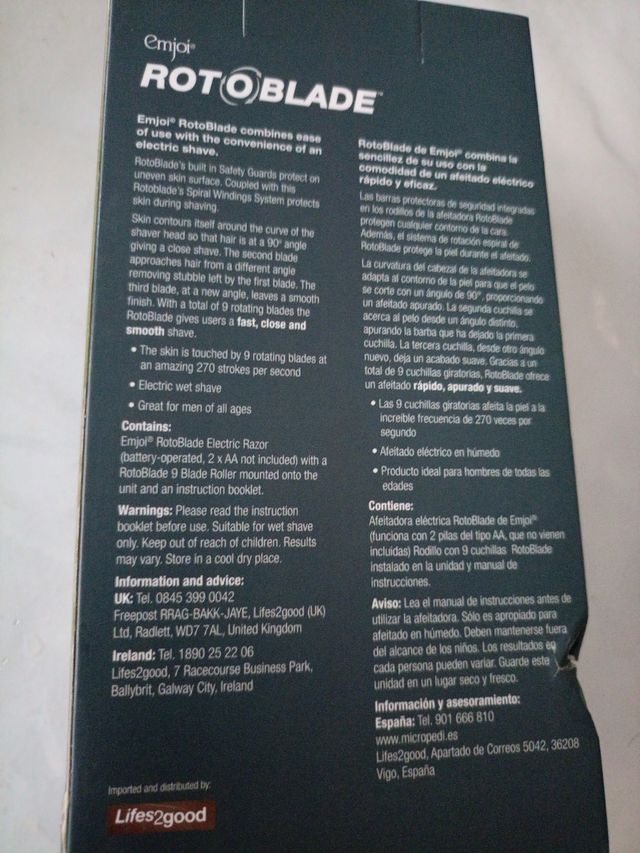 emjoi®
ROTOBLADE™
Emjoi® RotoBlade combines ease
of use with the convenience of an
electric shave.
RotoBlade's built in Safety Guards protect on
uneven skin surface. Coupled with this
Rotoblade's Spiral Windings System protects
skin during shaving.
Skin contours itself around the curve of the
shaver head so that hair is at a 90° angle
giving a close shave. The second blade
approaches hair from a different angle
removing stubble left by the first blade. The
third blade, at a new angle, leaves a smooth
finish. With a total of 9 rotating blades the
RotoBlade gives users a fast, close and
smooth shave.
• The skin is touched by 9 rotating blades at
an amazing 270 strokes per second
• Electric wet shave
• Great for men of all ages
Contains:
Emjoi® RotoBlade Electric Razor
(battery-operated, 2 x AA not included) with a
RotoBlade 9 Blade Roller mounted onto the
unit and an instruction booklet.
Warnings: Please read the instruction
booklet before use. Suitable for wet shave
only. Keep out of reach of children. Results
may vary. Store in a cool dry place.
Information and advice:
UK: Tel. 0845 399 0042
Freepost RRAG-BAKK-JAYE, Lifes2good (UK)
Ltd, Radlett, WD7 7AL, United Kingdom
Ireland: Tel. 1890 25 22 06
Lifes2good, 7 Racecourse Business Park,
Ballybrit, Galway City, Ireland
Imported and distributed by:
Lifes2good
RotoBlade de Emjoi® combina la
sencillez de su uso con la
comodidad de un afeitado eléctrico
rápido y eficaz.
Las barras protectoras de seguridad integradas
en los rodillos de la afeitadora RotoBlade
protegen cualquier contorno de la cara.
Además, el sistema de rotación espiral de
RotoBlade protege la piel durante el afeitado.
La curvatura del cabezal de la afeitadora se
adapta al contorno de la piel para que el pelo
se corte con un ángulo de 90°, proporcionando
un afeitado apurado. La segunda cuchilla se
acerca al pelo desde un ángulo distinto,
apurando la barba que ha dejado la primera
cuchilla. La tercera cuchilla, desde otro ángulo
nuevo, deja un acabado suave. Gracias a un
total de 9 cuchillas giratorias, RotoBlade ofrece
un afeitado rápido, apurado y suave.
• Las 9 cuchillas giratorias afeita la piel a la
increíble frecuencia de 270 veces por
segundo
• Afeitado eléctrico en húmedo
• Producto ideal para hombres de todas las
edades
Contiene:
Afeitadora eléctrica RotoBlade de Emjoi®
(funciona con 2 pilas del tipo AA, que no vienen
incluidas) Rodillo con 9 cuchillas RotoBlade
instalado en la unidad y manual de
instrucciones.
Aviso: Lea el manual de instrucciones antes de
utilizar la afeitadora. Sólo es apropiado para
afeitado en húmedo. Deben mantenerse fuera
del alcance de los niños. Los resultados en
cada persona pueden variar. Guarde este
unidad en un lugar seco y fresco.
Información y asesoramiento:
España: Tel. 901 666 810
www.micropedi.es
Lifes2good, Apartado de Correos 5042, 36208
Vigo, España